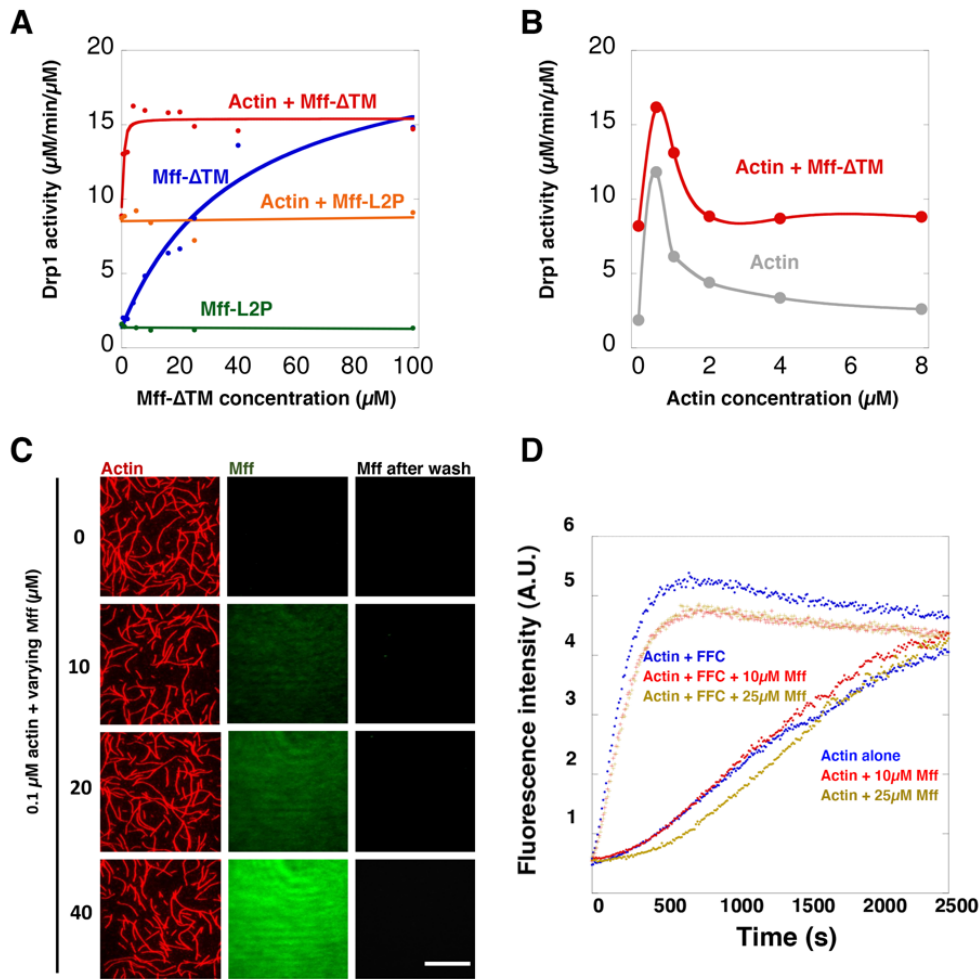 A
Drp1 activity (µM/min/µM)
20
15
10
5
0
Actin + Mff-ΔTM
Mff-ΔTM
Actin + Mff-L2P
Mff-L2P
0 20 40 60 80 100
Mff-ΔTM concentration (µM)
B
Drp1 activity (µM/min/µM)
20
15
10
5
0
Actin + Mff-ΔTM
Actin
0 2 4 6 8
Actin concentration (µM)
C
Actin Mff Mff after wash
0.1 µM actin + varying Mff (µM)
0
10
20
40
D
Fluorescence intensity (A.U.)
6
5
4
3
2
1
Actin + FFC
Actin + FFC + 10µM Mff
Actin + FFC + 25µM Mff
Actin alone
Actin + 10µM Mff
Actin + 25µM Mff
0 500 1000 1500 2000 2500
Time (s)